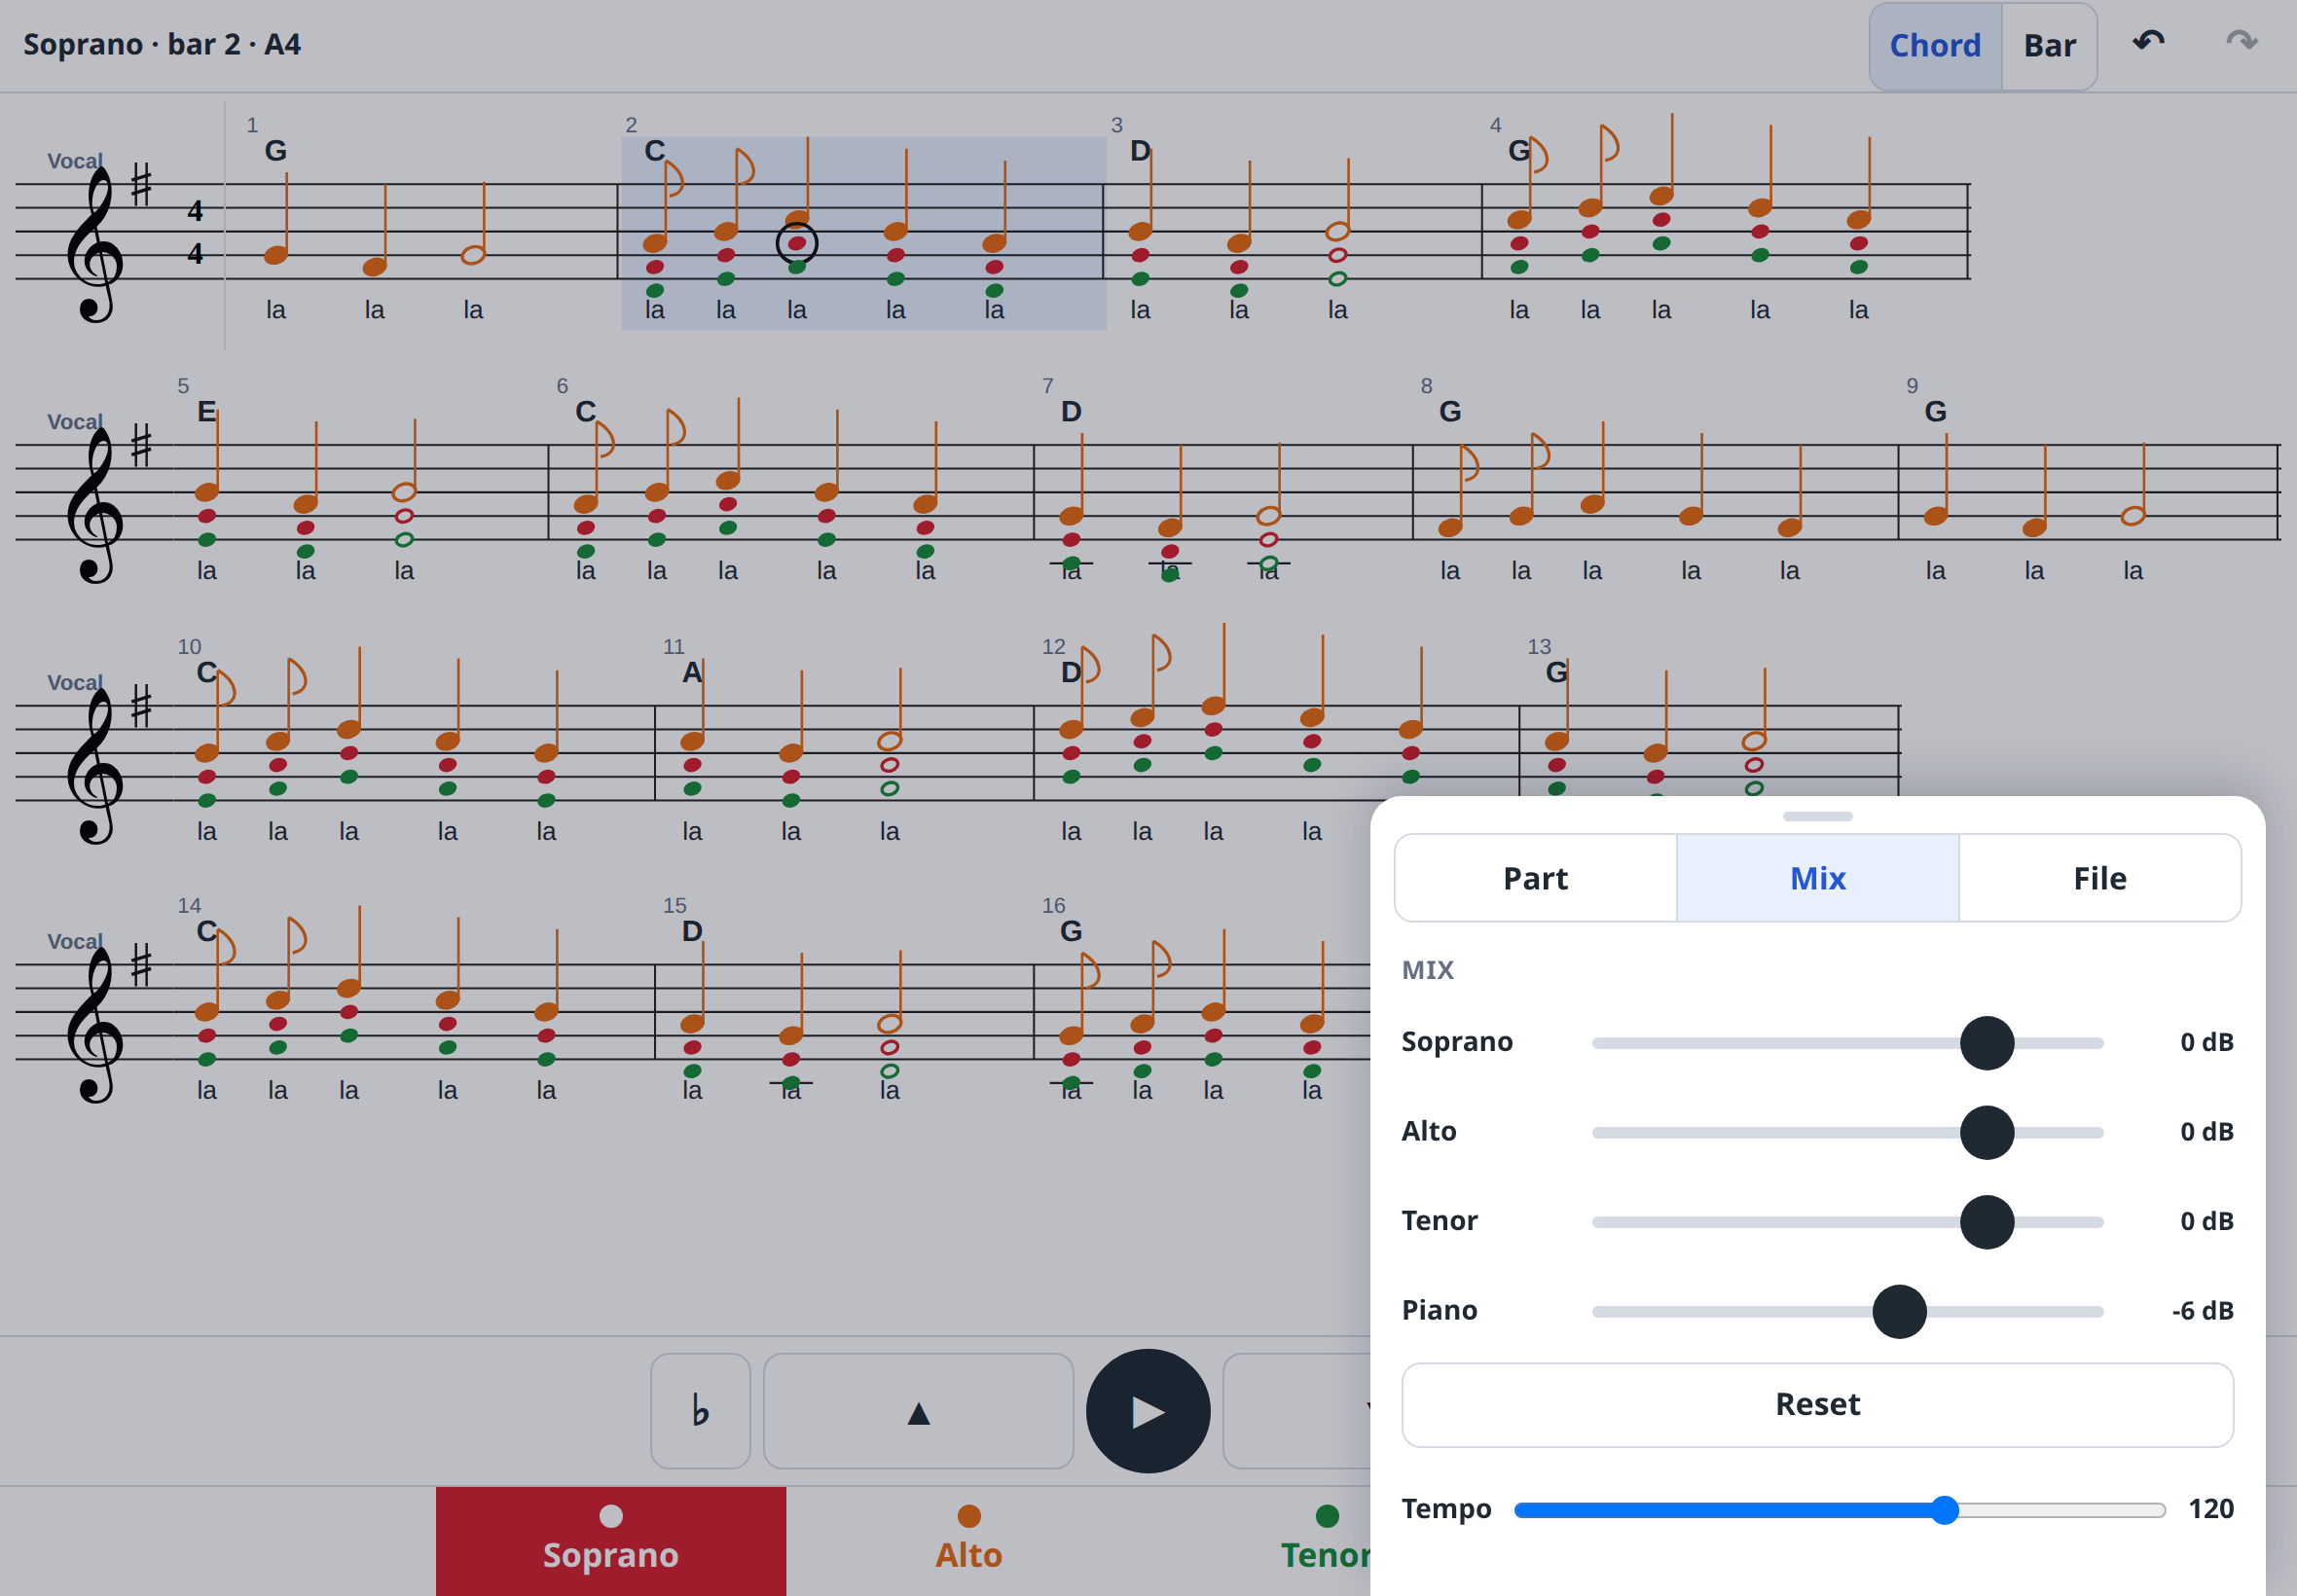 Soprano · bar 2 · A4
Chord Bar ↶ ↷
1 2 3 4
G C D G
Vocal
4
4
la la la la la la la la la la la la la la la la
5 6 7 8 9
E C D G G
Vocal
la la la la la la la la la la la la la la la la la la la
10 11 12 13
C A D G
Vocal
la la la la la la la la la la la la
14 15 16
C D G
Vocal
la la la la la la la la la la la la
♭ ▲ ▶
Soprano Alto Tenor
Part Mix File
MIX
Soprano 0 dB
Alto 0 dB
Tenor 0 dB
Piano -6 dB
Reset
Tempo 120